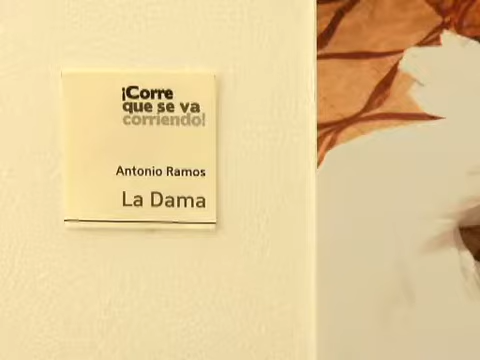 ¡Corre
que se va
corriendo!
Antonio Ramos
La Dama